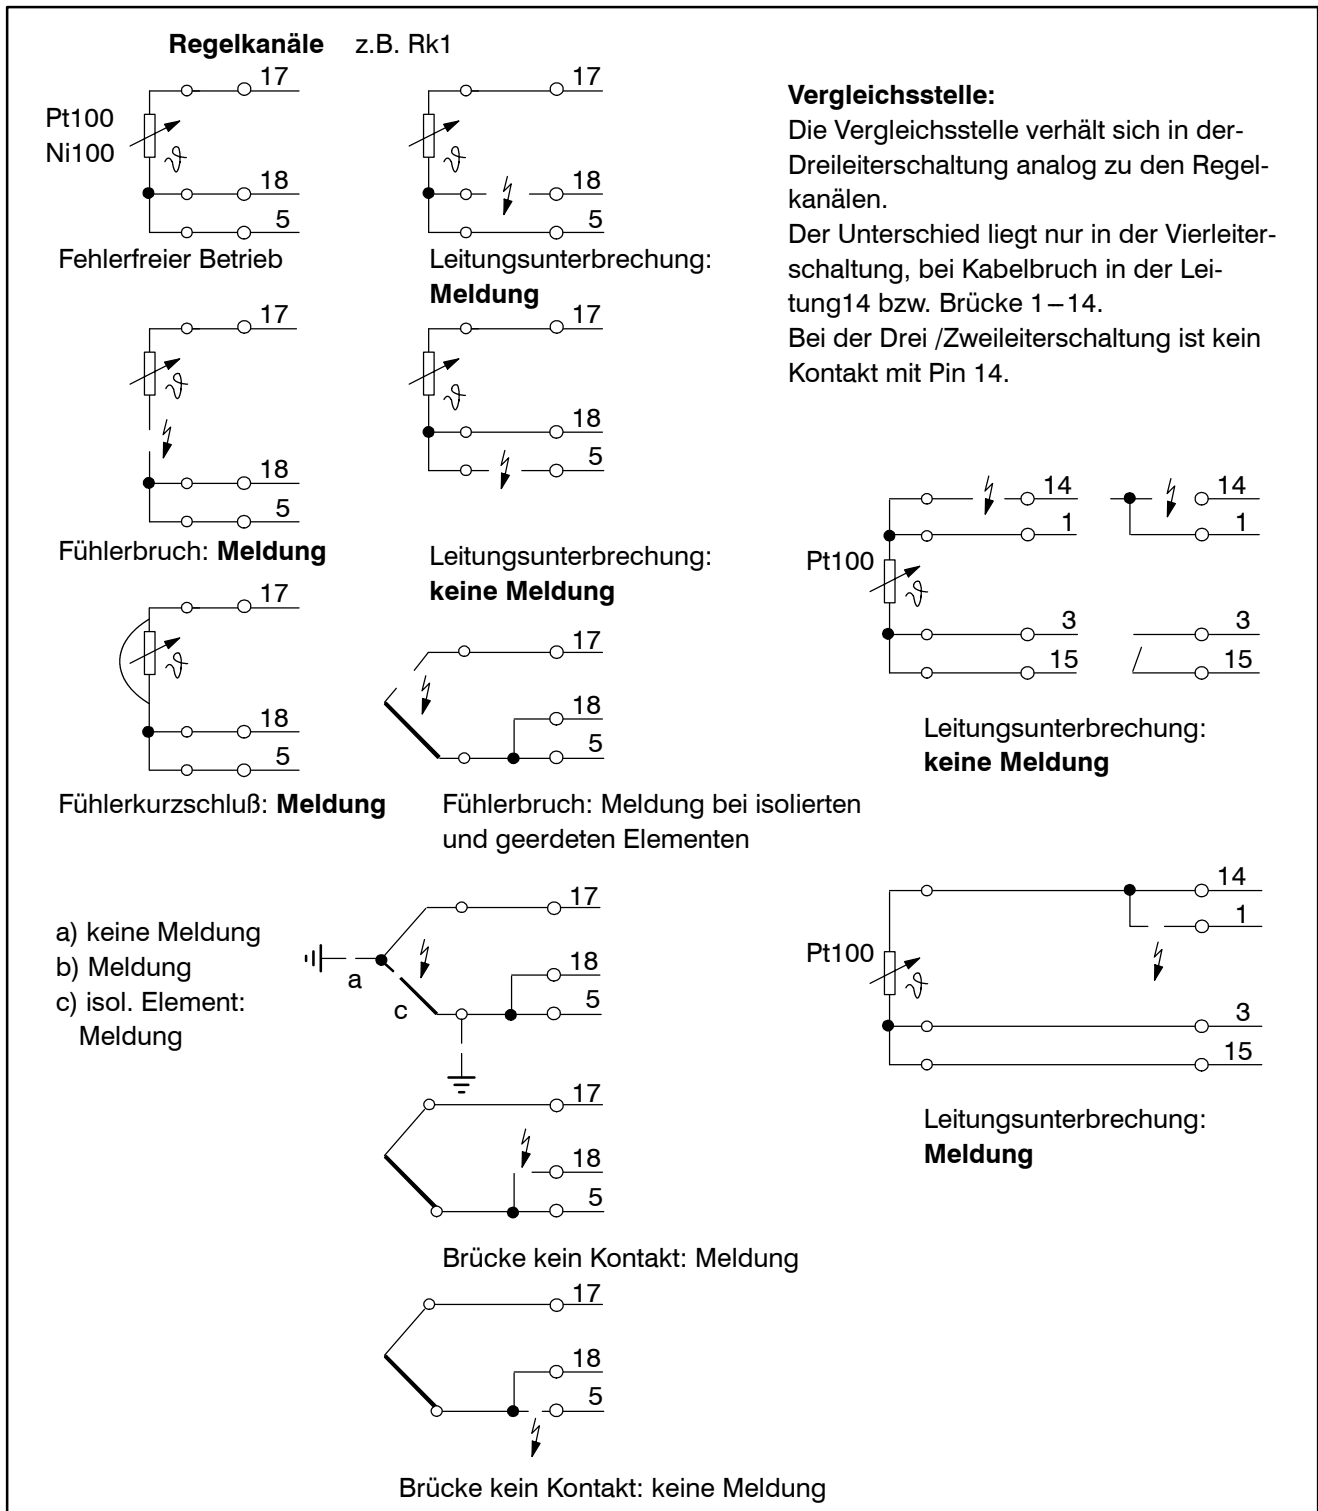 Regelkanäle z.B. Rk1
17
Pt100
Ni100
ϑ
18
5
Fehlerfreier Betrieb
17
ϑ
18
5
Leitungsunterbrechung:
Meldung
17
ϑ
18
5
Fühlerbruch: Meldung
17
ϑ
18
5
Leitungsunterbrechung:
keine Meldung
17
ϑ
18
5
Fühlerkurzschluß: Meldung
17
18
5
Fühlerbruch: Meldung bei isolierten
und geerdeten Elementen
a) keine Meldung
b) Meldung
c) isol. Element:
Meldung
17
a
18
c
5
17
18
5
Brücke kein Kontakt: Meldung
17
18
5
Brücke kein Kontakt: keine Meldung
Vergleichsstelle:
Die Vergleichsstelle verhält sich in der-
Dreileiterschaltung analog zu den Regel-
kanälen.
Der Unterschied liegt nur in der Vierleiter-
schaltung, bei Kabelbruch in der Lei-
tung14 bzw. Brücke 1–14.
Bei der Drei /Zweileiterschaltung ist kein
Kontakt mit Pin 14.
14 14
1 1
Pt100
ϑ
3 3
15 15
Leitungsunterbrechung:
keine Meldung
14
1
Pt100
ϑ
3
15
Leitungsunterbrechung:
Meldung